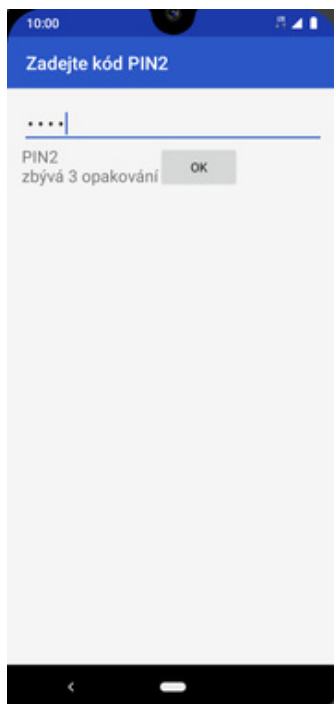 10:00
Zadejte kód PIN2
····
PIN2
zbývá 3 opakování
OK